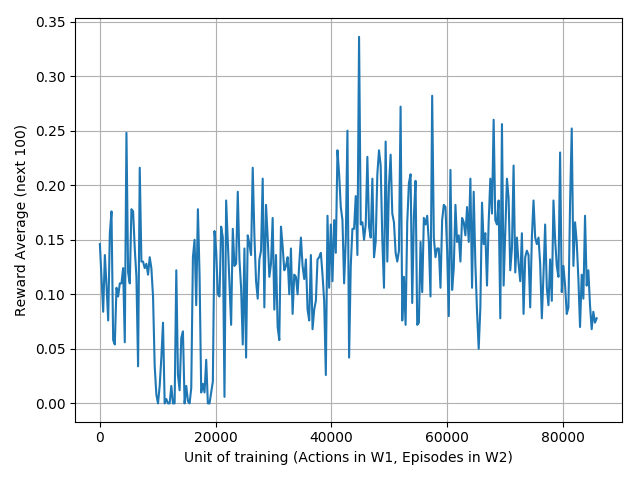 0.35
0.30
0.25
0.20
0.15
0.10
0.05
0.00
Reward Average (next 100)
0 20000 40000 60000 80000
Unit of training (Actions in W1, Episodes in W2)